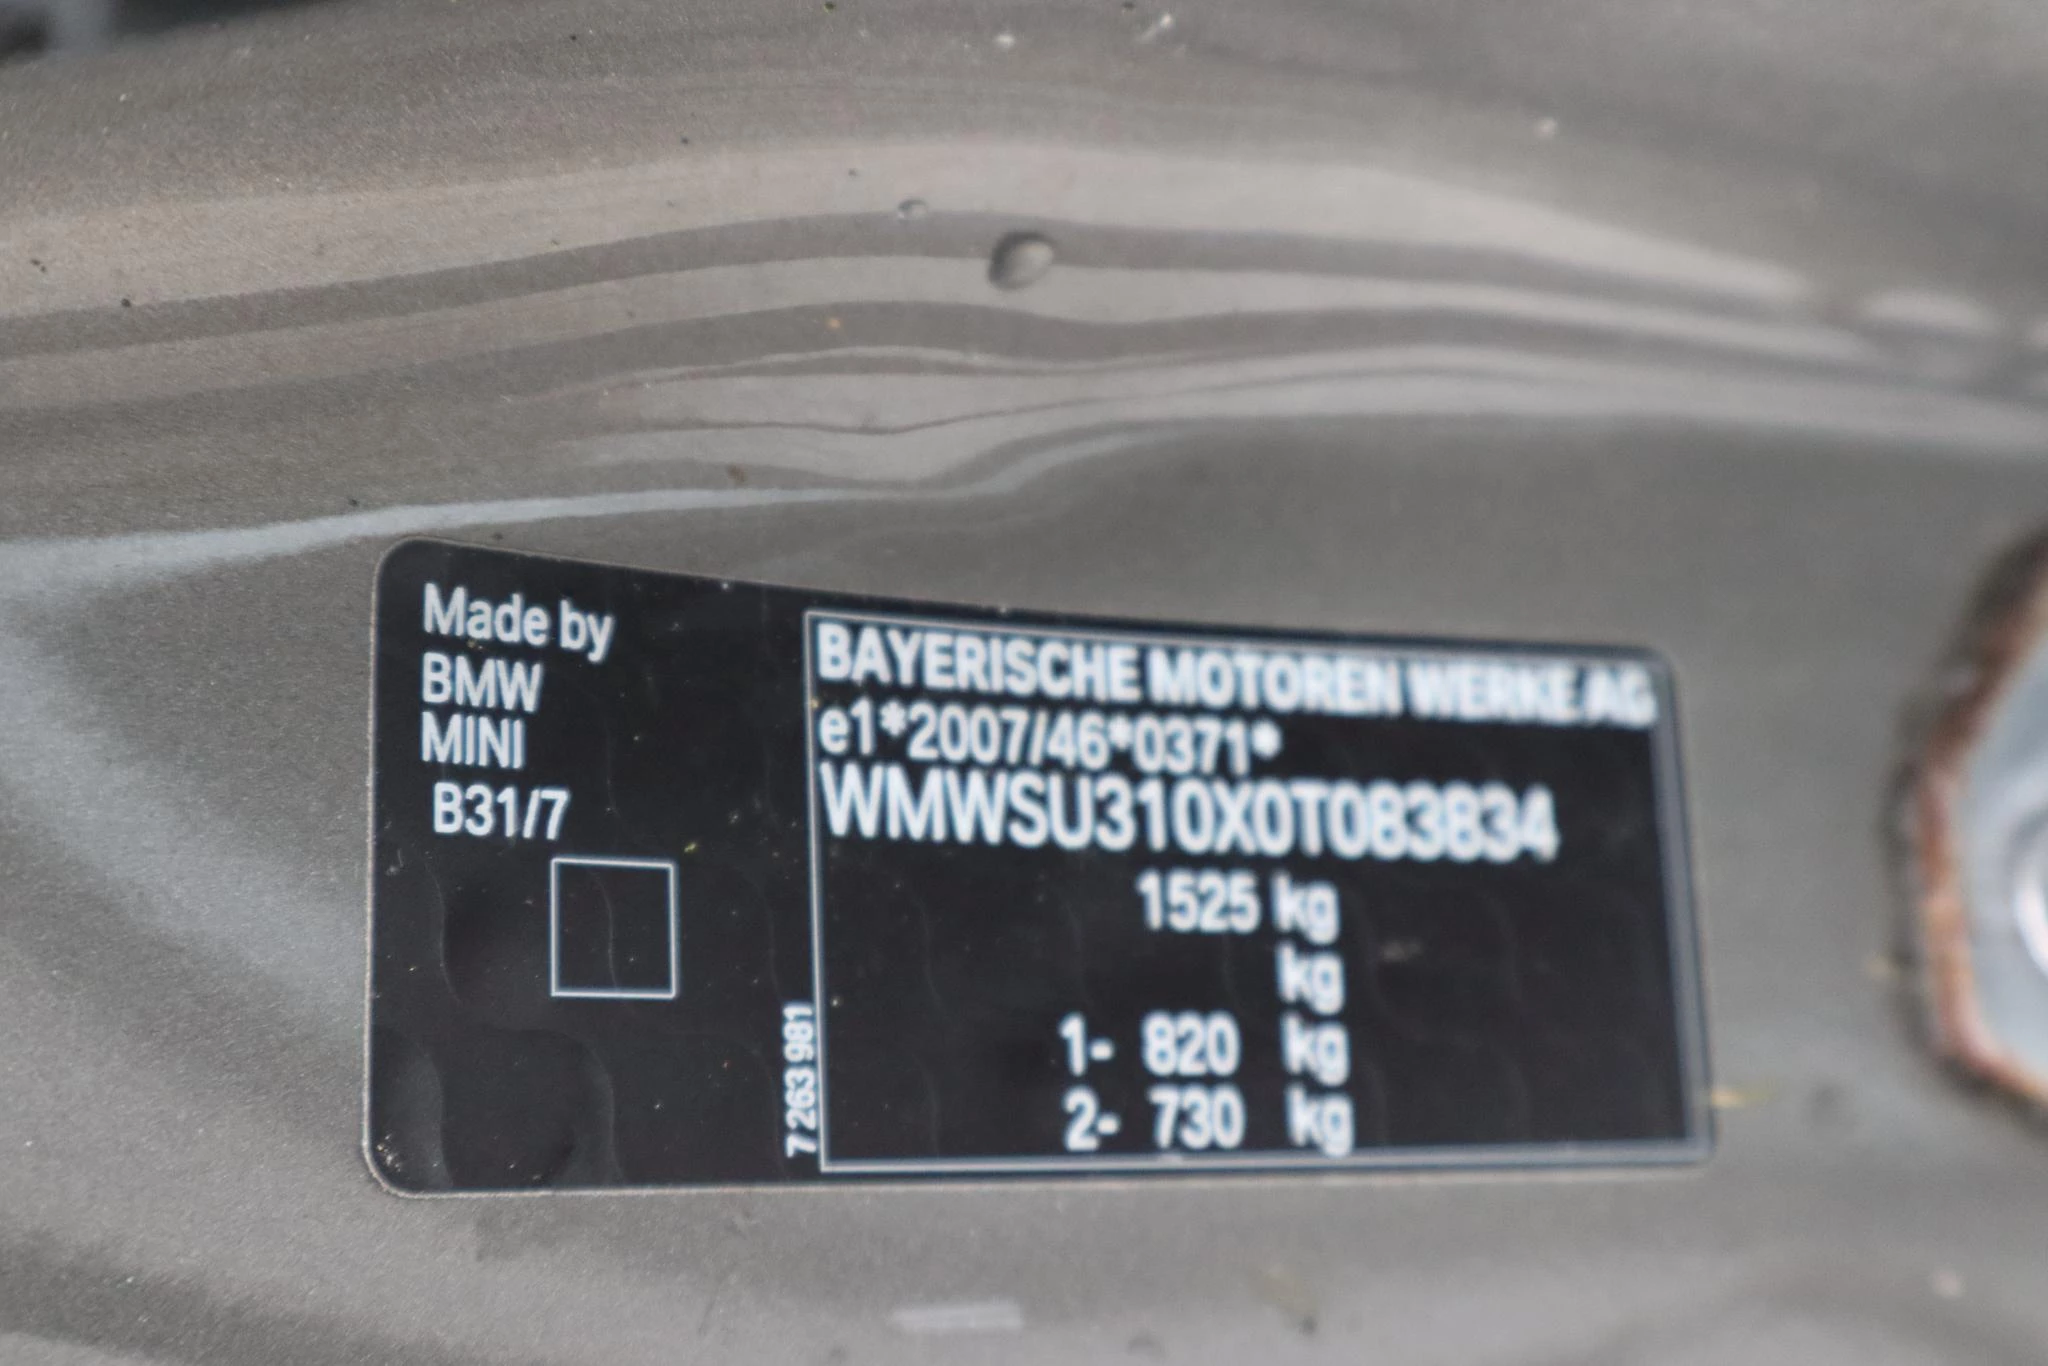 Made by
BMW
MINI
B31/7
7 263 981
BAYERISCHE MOTOREN WERKE AG
e1*2007/46*0371*
WMWSU310X0T083834
1525 kg
kg
1- 820 kg
2- 730 kg